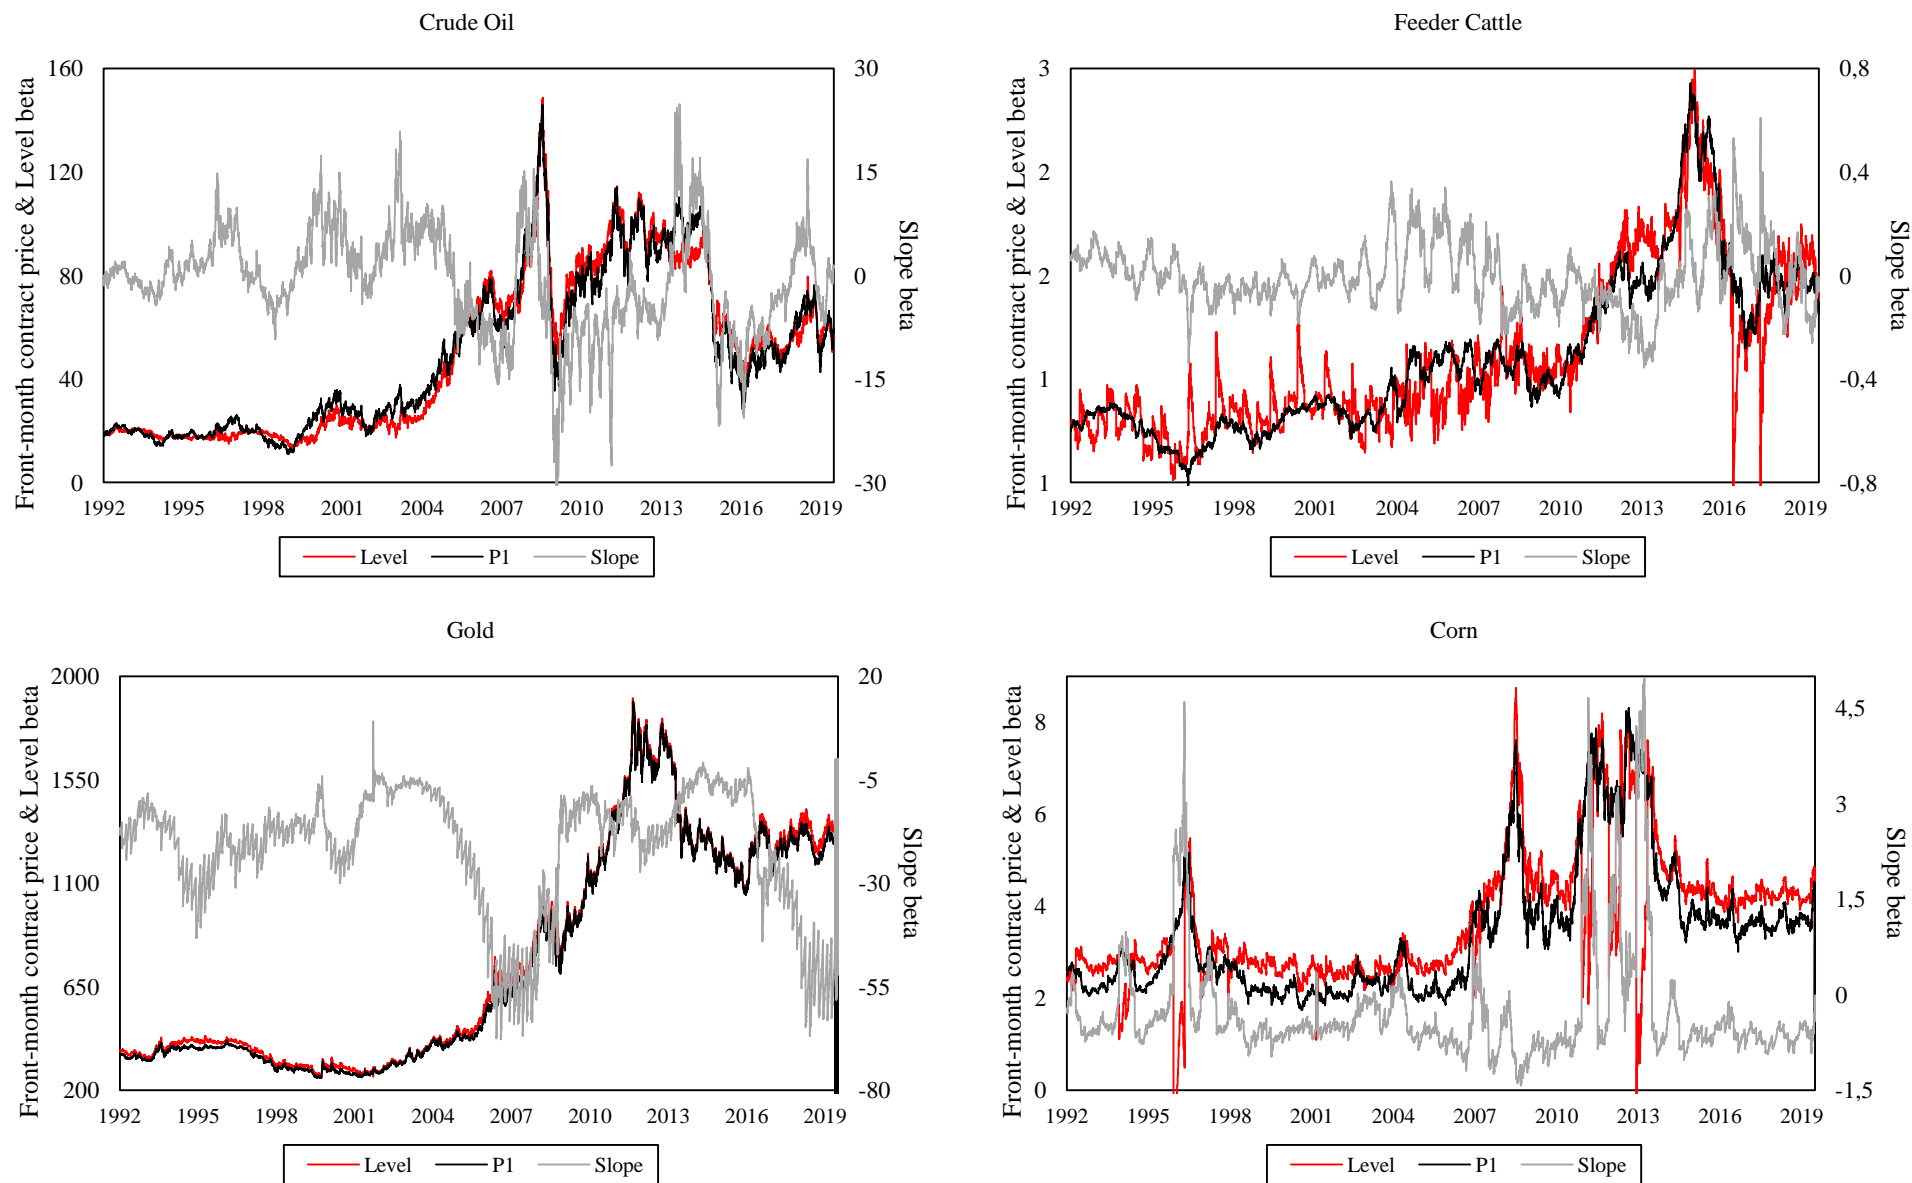 Crude Oil
Front-month contract price & Level beta
160
120
80
40
0
30
15
0
-15
-30
Slope beta
1992 1995 1998 2001 2004 2007 2010 2013 2016 2019
Level P1 Slope
Feeder Cattle
Front-month contract price & Level beta
3
2
2
1
1
0,8
0,4
0
-0,4
-0,8
Slope beta
1992 1995 1998 2001 2004 2007 2010 2013 2016 2019
Level P1 Slope
Gold
Front-month contract price & Level beta
2000
1550
1100
650
200
20
-5
-30
-55
-80
Slope beta
1992 1995 1998 2001 2004 2007 2010 2013 2016 2019
Level P1 Slope
Corn
Front-month contract price & Level beta
8
6
4
2
0
4,5
3
1,5
0
-1,5
Slope beta
1992 1995 1998 2001 2004 2007 2010 2013 2016 2019
Level P1 Slope